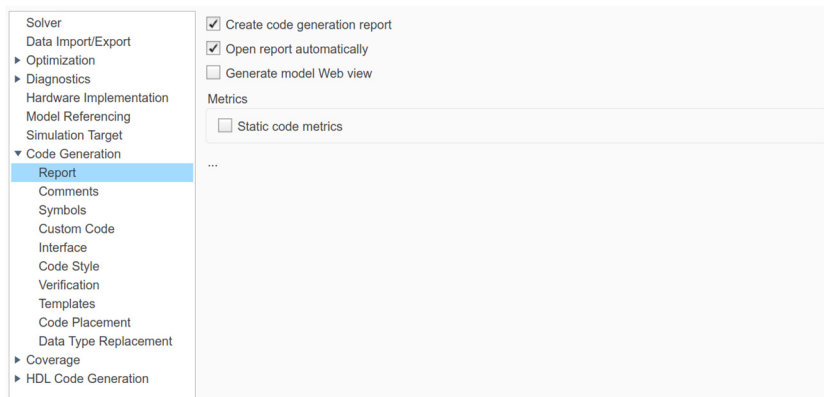 Solver
Data Import/Export
Optimization
Diagnostics
Hardware Implementation
Model Referencing
Simulation Target
Code Generation
Report
Comments
Symbols
Custom Code
Interface
Code Style
Verification
Templates
Code Placement
Data Type Replacement
Coverage
HDL Code Generation
Create code generation report
Open report automatically
Generate model Web view
Metrics
Static code metrics
...